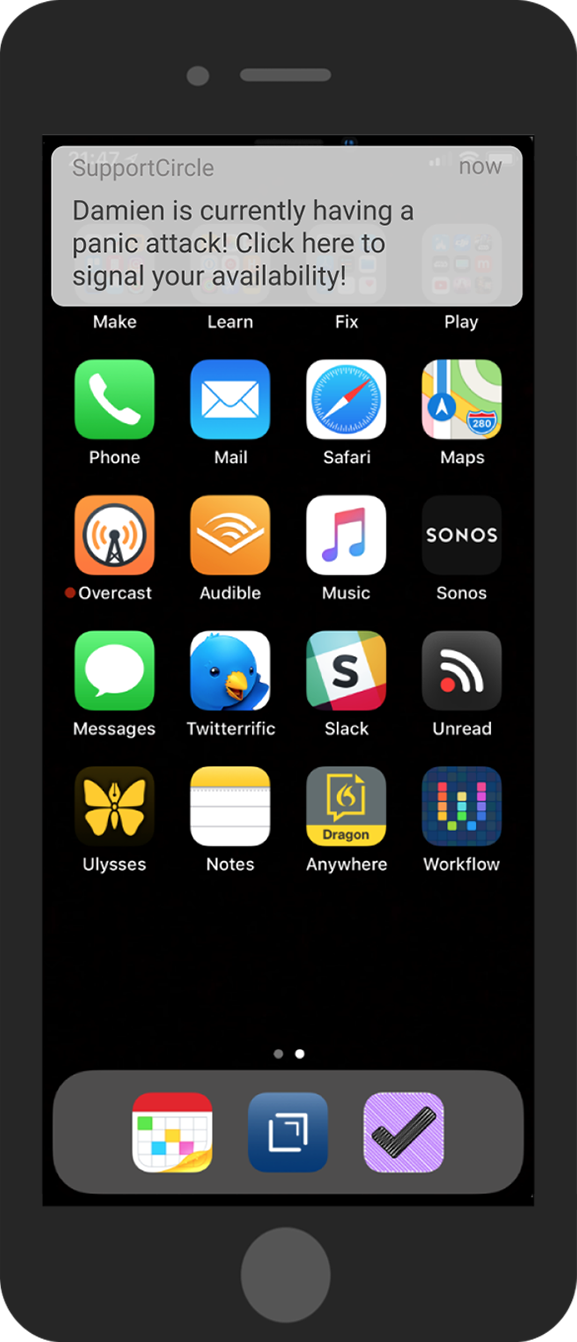 SupportCircle now
Damien is currently having a
panic attack! Click here to
signal your availability!
Make Learn Fix Play
280
Phone Mail Safari Maps
SONOS
Overcast Audible Music Sonos
S
Messages Twitterrific Slack Unread
Dragon
Ulysses Notes Anywhere Workflow